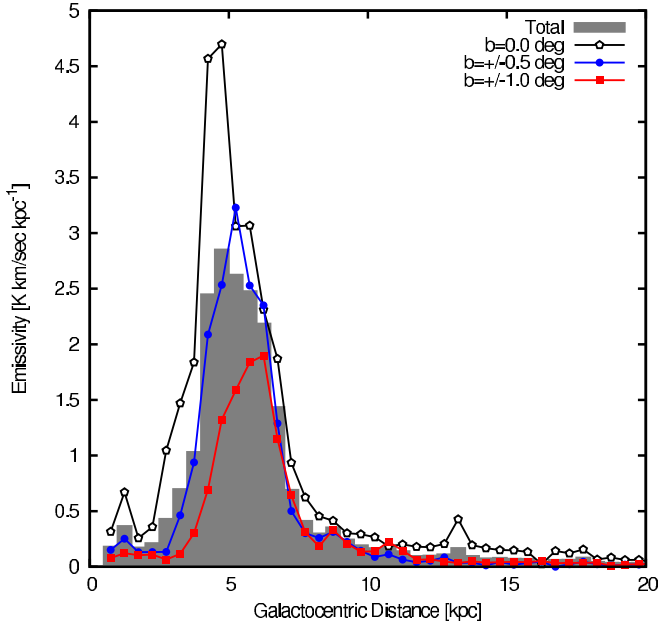 Total
b=0.0 deg
b=+/-0.5 deg
b=+/-1.0 deg
5
4.5
4
3.5
3
2.5
2
1.5
1
0.5
0
Emissivity [K km/sec kpc⁻¹]
0 5 10 15 20
Galactocentric Distance [kpc]